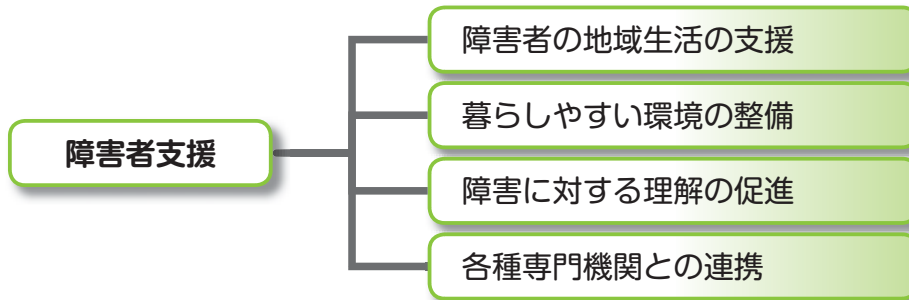 障害者の地域生活の支援
暮らしやすい環境の整備
障害者支援
障害に対する理解の促進
各種専門機関との連携